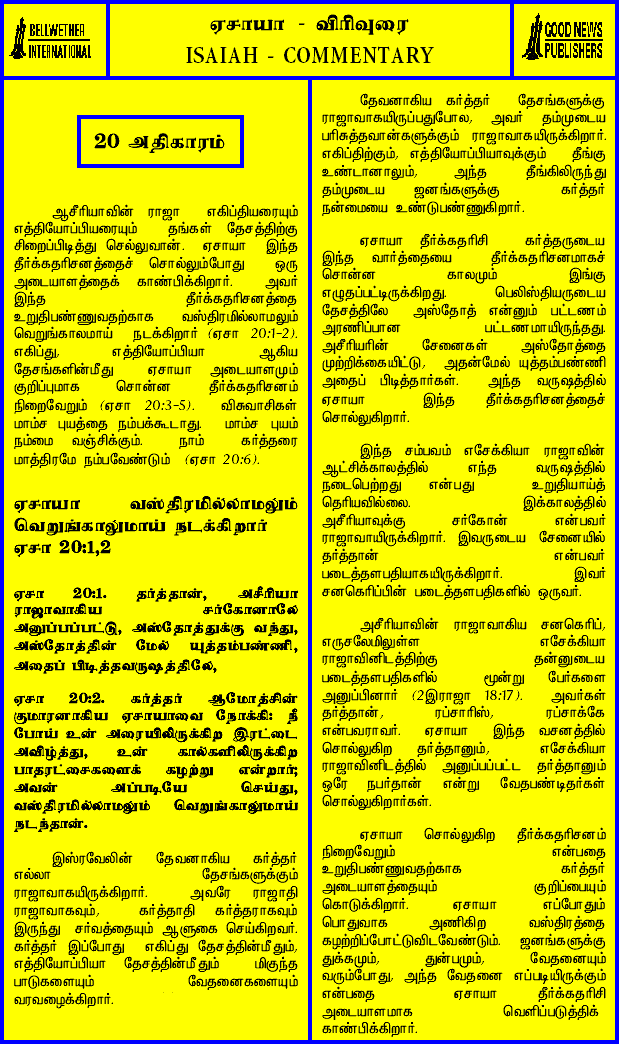 BELLWETHER
INTERNATIONAL
ஏசாயா - விரிவுரை
ISAIAH - COMMENTARY
GOOD NEWS
PUBLISHERS
20 அதிகாரம்
ஆசீரியாவின் ராஜா எகிப்தியரையும்
எத்தியோப்பியரையும் தங்கள் தேசத்திற்கு
சிறைப்பிடித்து செல்லுவான். ஏசாயா இந்த
தீர்க்கதரிசனத்தைச் சொல்லும்போது ஒரு
அடையாளத்தைக் காண்பிக்கிறார். அவர்
இந்த தீர்க்கதரிசனத்தை
உறுதிபண்ணுவதற்காக வஸ்திரமில்லாமலும்
வெறுங்காலமாய் நடக்கிறார் (ஏசா 20:1-2).
எகிப்து, எத்தியோப்பியா ஆகிய
தேசங்களின்மீது ஏசாயா அடையாளமும்
குறிப்புமாக சொன்ன தீர்க்கதரிசனம்
நிறைவேறும் (ஏசா 20:3-5). விசுவாசிகள்
மாம்ச புயத்தை நம்பக்கூடாது. மாம்ச புயம்
நம்மை வஞ்சிக்கும். நாம் கர்த்தரை
மாத்திரமே நம்பவேண்டும் (ஏசா 20:6).
ஏசாயா வஸ்திரமில்லாமலும்
வெறுங்காலுமாய் நடக்கிறார்
ஏசா 20:1,2
ஏசா 20:1. தர்த்தான், அசீரியா
ராஜாவாகிய சர்கோனாலே
அனுப்பப்பட்டு, அஸ்தோத்துக்கு வந்து,
அஸ்தோத்தின் மேல் யுத்தம்பண்ணி,
அதைப் பிடித்தவருஷத்திலே,
ஏசா 20:2. கர்த்தர் ஆமோத்சின்
குமாரனாகிய ஏசாயாவை நோக்கி: நீ
போய் உன் அரையிலிருக்கிற இரட்டை
அவிழ்த்து, உன் கால்களிலிருக்கிற
பாதரட்சைகளைக் கழற்று என்றார்;
அவன் அப்படியே செய்து,
வஸ்திரமில்லாமலும் வெறுங்காலுமாய்
நடந்தான்.
இஸ்ரவேலின் தேவனாகிய கர்த்தர்
எல்லா தேசங்களுக்கும்
ராஜாவாகயிருக்கிறார். அவரே ராஜாதி
ராஜாவாகவும், கர்த்தாதி கர்த்தராகவும்
இருந்து சர்வத்தையும் ஆளுகை செய்கிறவர்.
கர்த்தர் இப்போது எகிப்து தேசத்தின்மீதும்,
எத்தியோப்பியா தேசத்தின்மீதும் மிகுந்த
பாடுகளையும் வேதனைகளையும்
வரவழைக்கிறார்.
தேவனாகிய கர்த்தர் தேசங்களுக்கு
ராஜாவாகயிருப்பதுபோல, அவர் தம்முடைய
பரிசுத்தவான்களுக்கும் ராஜாவாகயிருக்கிறார்.
எகிப்திற்கும், எத்தியோப்பியாவுக்கும் தீங்கு
உண்டானாலும், அந்த தீங்கிலிருந்து
தம்முடைய ஜனங்களுக்கு கர்த்தர்
நன்மையை உண்டுபண்ணுகிறார்.
ஏசாயா தீர்க்கதரிசி கர்த்தருடைய
இந்த வார்த்தையை தீர்க்கதரிசனமாகச்
சொன்ன காலமும் இங்கு
எழுதப்பட்டிருக்கிறது. பெலிஸ்தியருடைய
தேசத்திலே அஸ்தோத் என்னும் பட்டணம்
அரணிப்பான பட்டணமாயிருந்தது.
அசீரியரின் சேனைகள் அஸ்தோத்தை
முற்றிக்கையிட்டு, அதன்மேல் யுத்தம்பண்ணி
அதைப் பிடித்தார்கள். அந்த வருஷத்தில்
ஏசாயா இந்த தீர்க்கதரிசனத்தைச்
சொல்லுகிறார்.
இந்த சம்பவம் எசேக்கியா ராஜாவின்
ஆட்சிக்காலத்தில் எந்த வருஷத்தில்
நடைபெற்றது என்பது உறுதியாய்த்
தெரியவில்லை. இக்காலத்தில்
அசீரியாவுக்கு சர்கோன் என்பவர்
ராஜாவாயிருக்கிறார். இவருடைய சேனையில்
தர்த்தான் என்பவர்
படைத்தளபதியாகயிருக்கிறார். இவர்
சனகெரிப்பின் படைத்தளபதிகளில் ஒருவர்.
அசீரியாவின் ராஜாவாகிய சனகெரிப்,
எருசலேமிலுள்ள எசேக்கியா
ராஜாவினிடத்திற்கு தன்னுடைய
படைத்தளபதிகளில் மூன்று பேர்களை
அனுப்பினார் (2இராஜா 18:17). அவர்கள்
தர்த்தான், ரப்சாரிஸ், ரப்சாக்கே
என்பவராவர். ஏசாயா இந்த வசனத்தில்
சொல்லுகிற தர்த்தானும், எசேக்கியா
ராஜாவினிடத்தில் அனுப்பப்பட்ட தர்த்தானும்
ஒரே நபர்தான் என்று வேதபண்டிதர்கள்
சொல்லுகிறார்கள்.
ஏசாயா சொல்லுகிற தீர்க்கதரிசனம்
நிறைவேறும் என்பதை
உறுதிபண்ணுவதற்காக கர்த்தர்
அடையாளத்தையும் குறிப்பையும்
கொடுக்கிறார். ஏசாயா எப்போதும்
பொதுவாக அணிகிற வஸ்திரத்தை
கழற்றிப்போட்டுவிடவேண்டும். ஜனங்களுக்கு
துக்கமும், துன்பமும், வேதனையும்
வரும்போது, அந்த வேதனை எப்படியிருக்கும்
என்பதை ஏசாயா தீர்க்கதரிசி
அடையாளமாக வெளிப்படுத்திக்
காண்பிக்கிறார்.